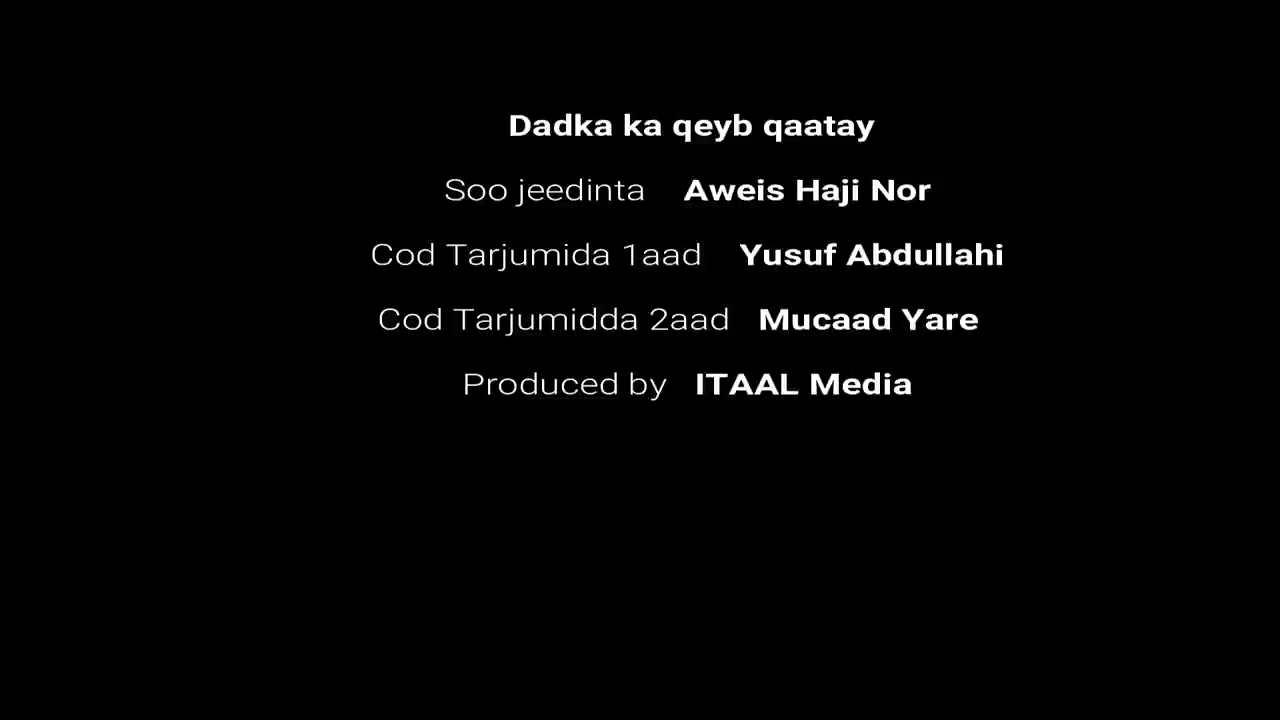 Dadka ka qeyb qaatay
Soo jeedinta Aweis Haji Nor
Cod Tarjumida 1aad Yusuf Abdullahi
Cod Tarjumidda 2aad Mucaad Yare
Produced by ITAAL Media